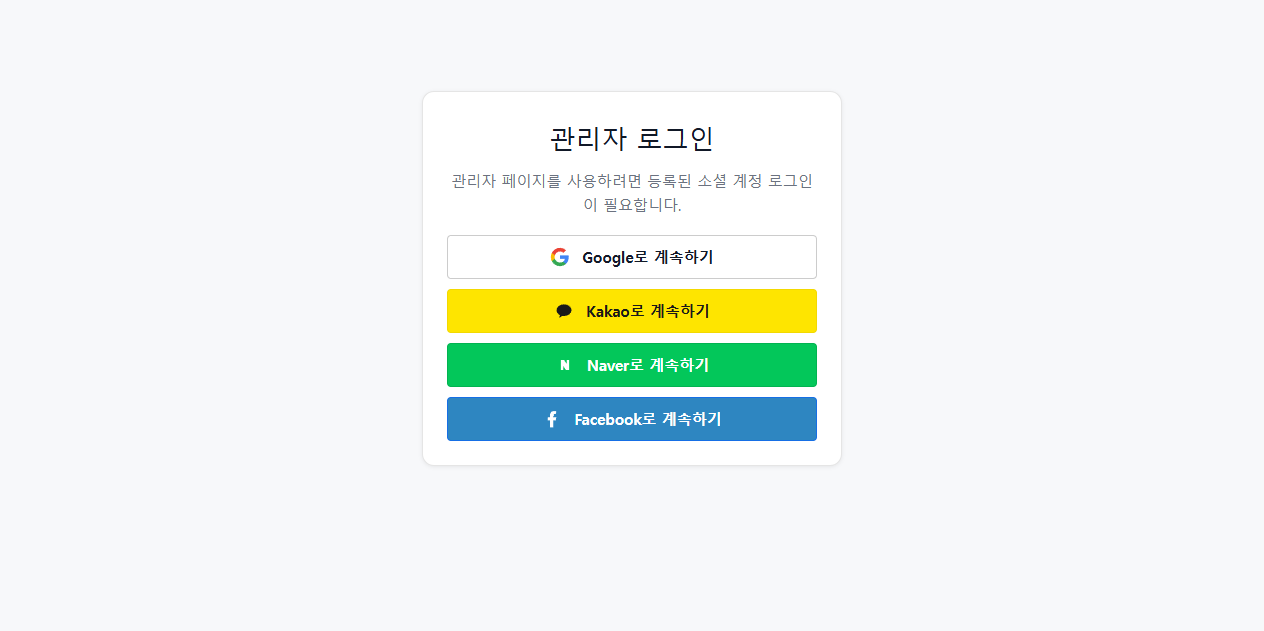 관리자 로그인
관리자 페이지를 사용하려면 등록된 소셜 계정 로그인
이 필요합니다.
Google로 계속하기
Kakao로 계속하기
Naver로 계속하기
Facebook로 계속하기